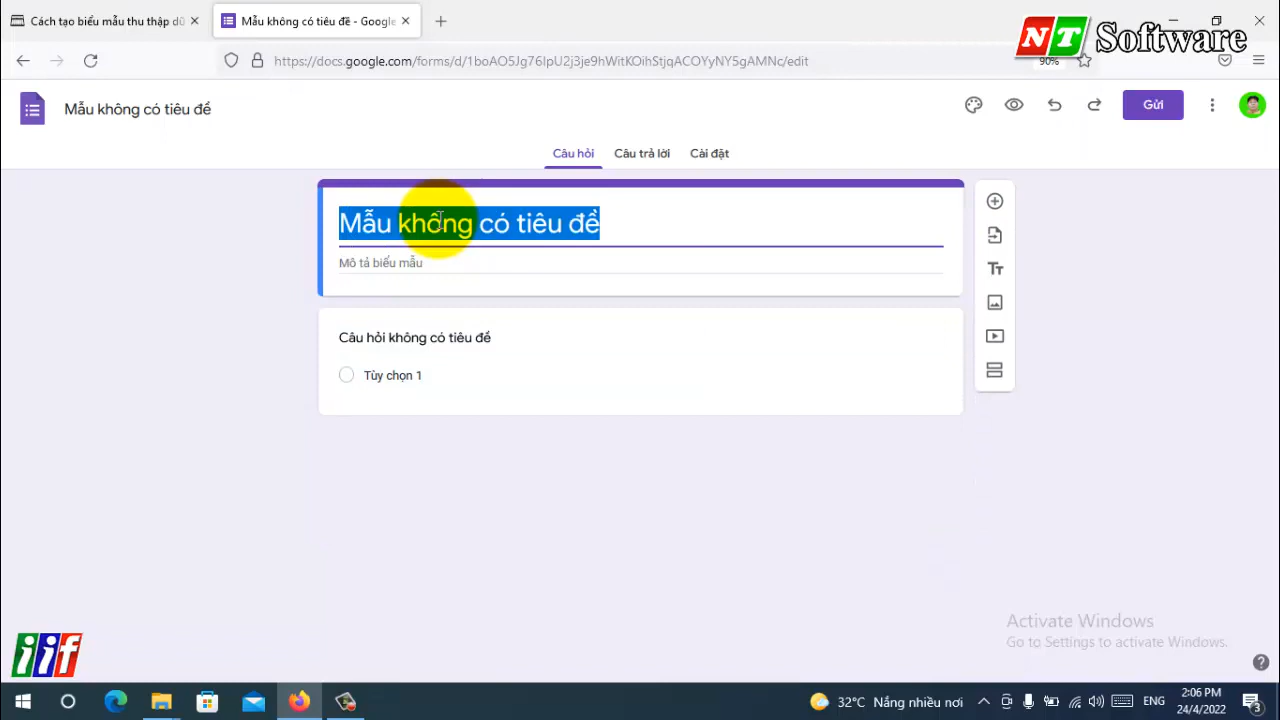 Cách tạo biểu mẫu thu thập dũ
Mẫu không có tiêu đề - Google
NT Software
https://docs.google.com/forms/d/1boAO5Jg76IpU2j3je9hWitKOihStjqACOYyNY5gAMNc/edit
90%
Mẫu không có tiêu đề
Gửi
Câu hỏi Câu trả lời Cài đặt
Mẫu không có tiêu đề
Mô tả biểu mẫu
Câu hỏi không có tiêu đề
Tùy chọn 1
Activate Windows
Go to Settings to activate Windows.
iif
32°C Nắng nhiều nơi
ENG
2:06 PM
24/4/2022
3